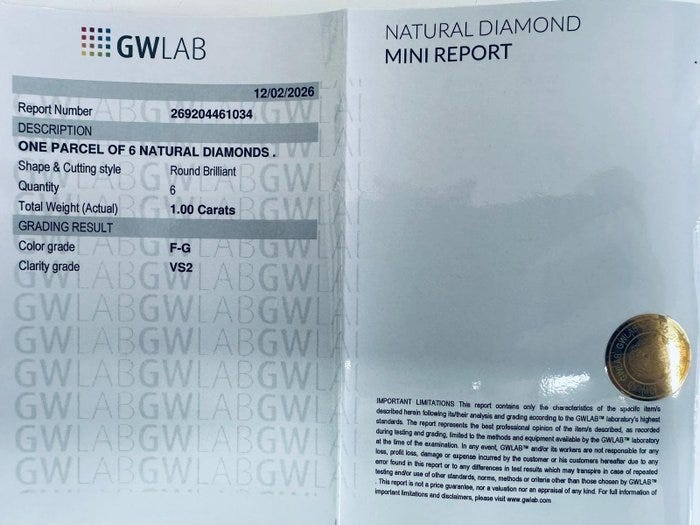 GWLAB
12/02/2026
Report Number 269204461034
DESCRIPTION
ONE PARCEL OF 6 NATURAL DIAMONDS .
Shape & Cutting style Round Brilliant
Quantity 6
Total Weight (Actual) 1.00 Carats
GRADING RESULT
Color grade F-G
Clarity grade VS2
NATURAL DIAMOND
MINI REPORT
IMPORTANT LIMITATIONS This report contains only the characteristics of the specific item/s
described herein following its/their analysis and grading according to the GWLAB™ laboratory's highest
standards. The report represents the best professional opinion of the item/s described, as recorded
during testing and grading, limited to the methods and equipment available by the GWLAB™ laboratory
at the time of the examination. In any event, GWLAB™ and/or its workers are not responsible for any
loss, profit loss, damage or expense incurred by the customer or his customers hereafter due to any
error found in this report or to any differences in test results which may transpire in case of repeated
testing and/or use of other standards, norms, methods or criteria other than those chosen by GWLAB™
. This report is not a price guarantee, nor a valuation nor an appraisal of any kind. For full information of
important limitations and disclaimers, please visit www.gwlab.com